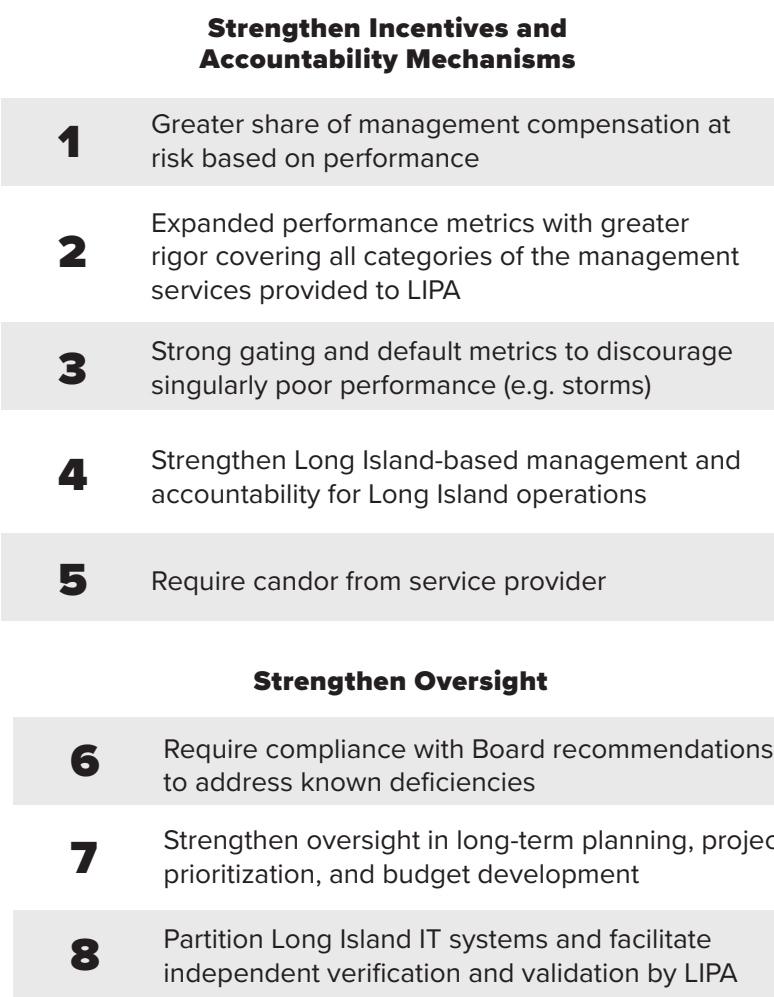 Strengthen Incentives and
Accountability Mechanisms
1
Greater share of management compensation at
risk based on performance
2
Expanded performance metrics with greater
rigor covering all categories of the management
services provided to LIPA
3
Strong gating and default metrics to discourage
singularly poor performance (e.g. storms)
4
Strengthen Long Island-based management and
accountability for Long Island operations
5
Require candor from service provider
Strengthen Oversight
6
Require compliance with Board recommendations
to address known deficiencies
7
Strengthen oversight in long-term planning, projec
prioritization, and budget development
8
Partition Long Island IT systems and facilitate
independent verification and validation by LIPA